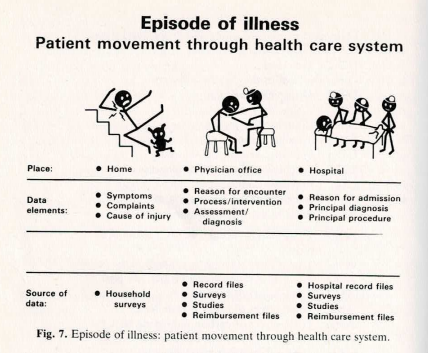 Episode of illness
Patient movement through health care system
Place:
• Home
• Physician office
• Hospital
Data elements:
• Symptoms
• Complaints
• Cause of injury
• Reason for encounter
• Process/intervention
• Assessment/
diagnosis
• Reason for admission
• Principal diagnosis
• Principal procedure
Source of data:
• Household
surveys
• Record files
• Surveys
• Studies
• Reimbursement files
• Hospital record files
• Surveys
• Studies
• Reimbursement files
Fig. 7. Episode of illness: patient movement through health care system.